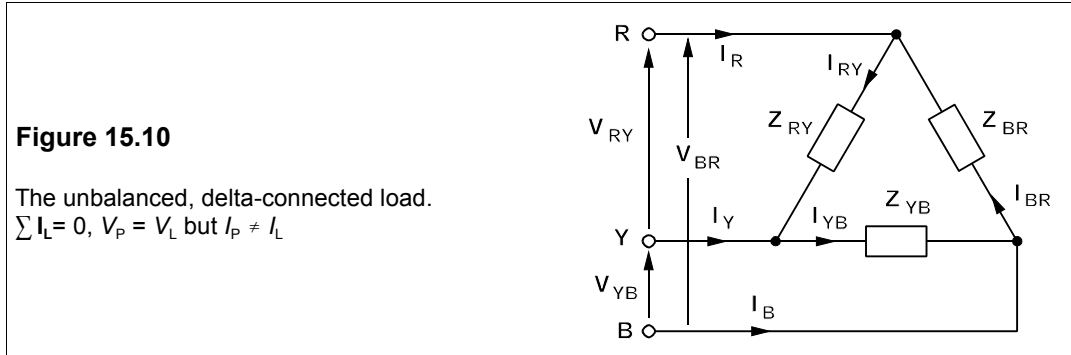 Figure 15.10
The unbalanced, delta-connected load.
∑ I_L = 0, V_P = V_L but I_P ≠ I_L
R
I_R
I_RY
Z_RY
Z_BR
V_RY
V_BR
I_BR
Z_YB
Y
I_Y
I_YB
V_YB
I_B
B